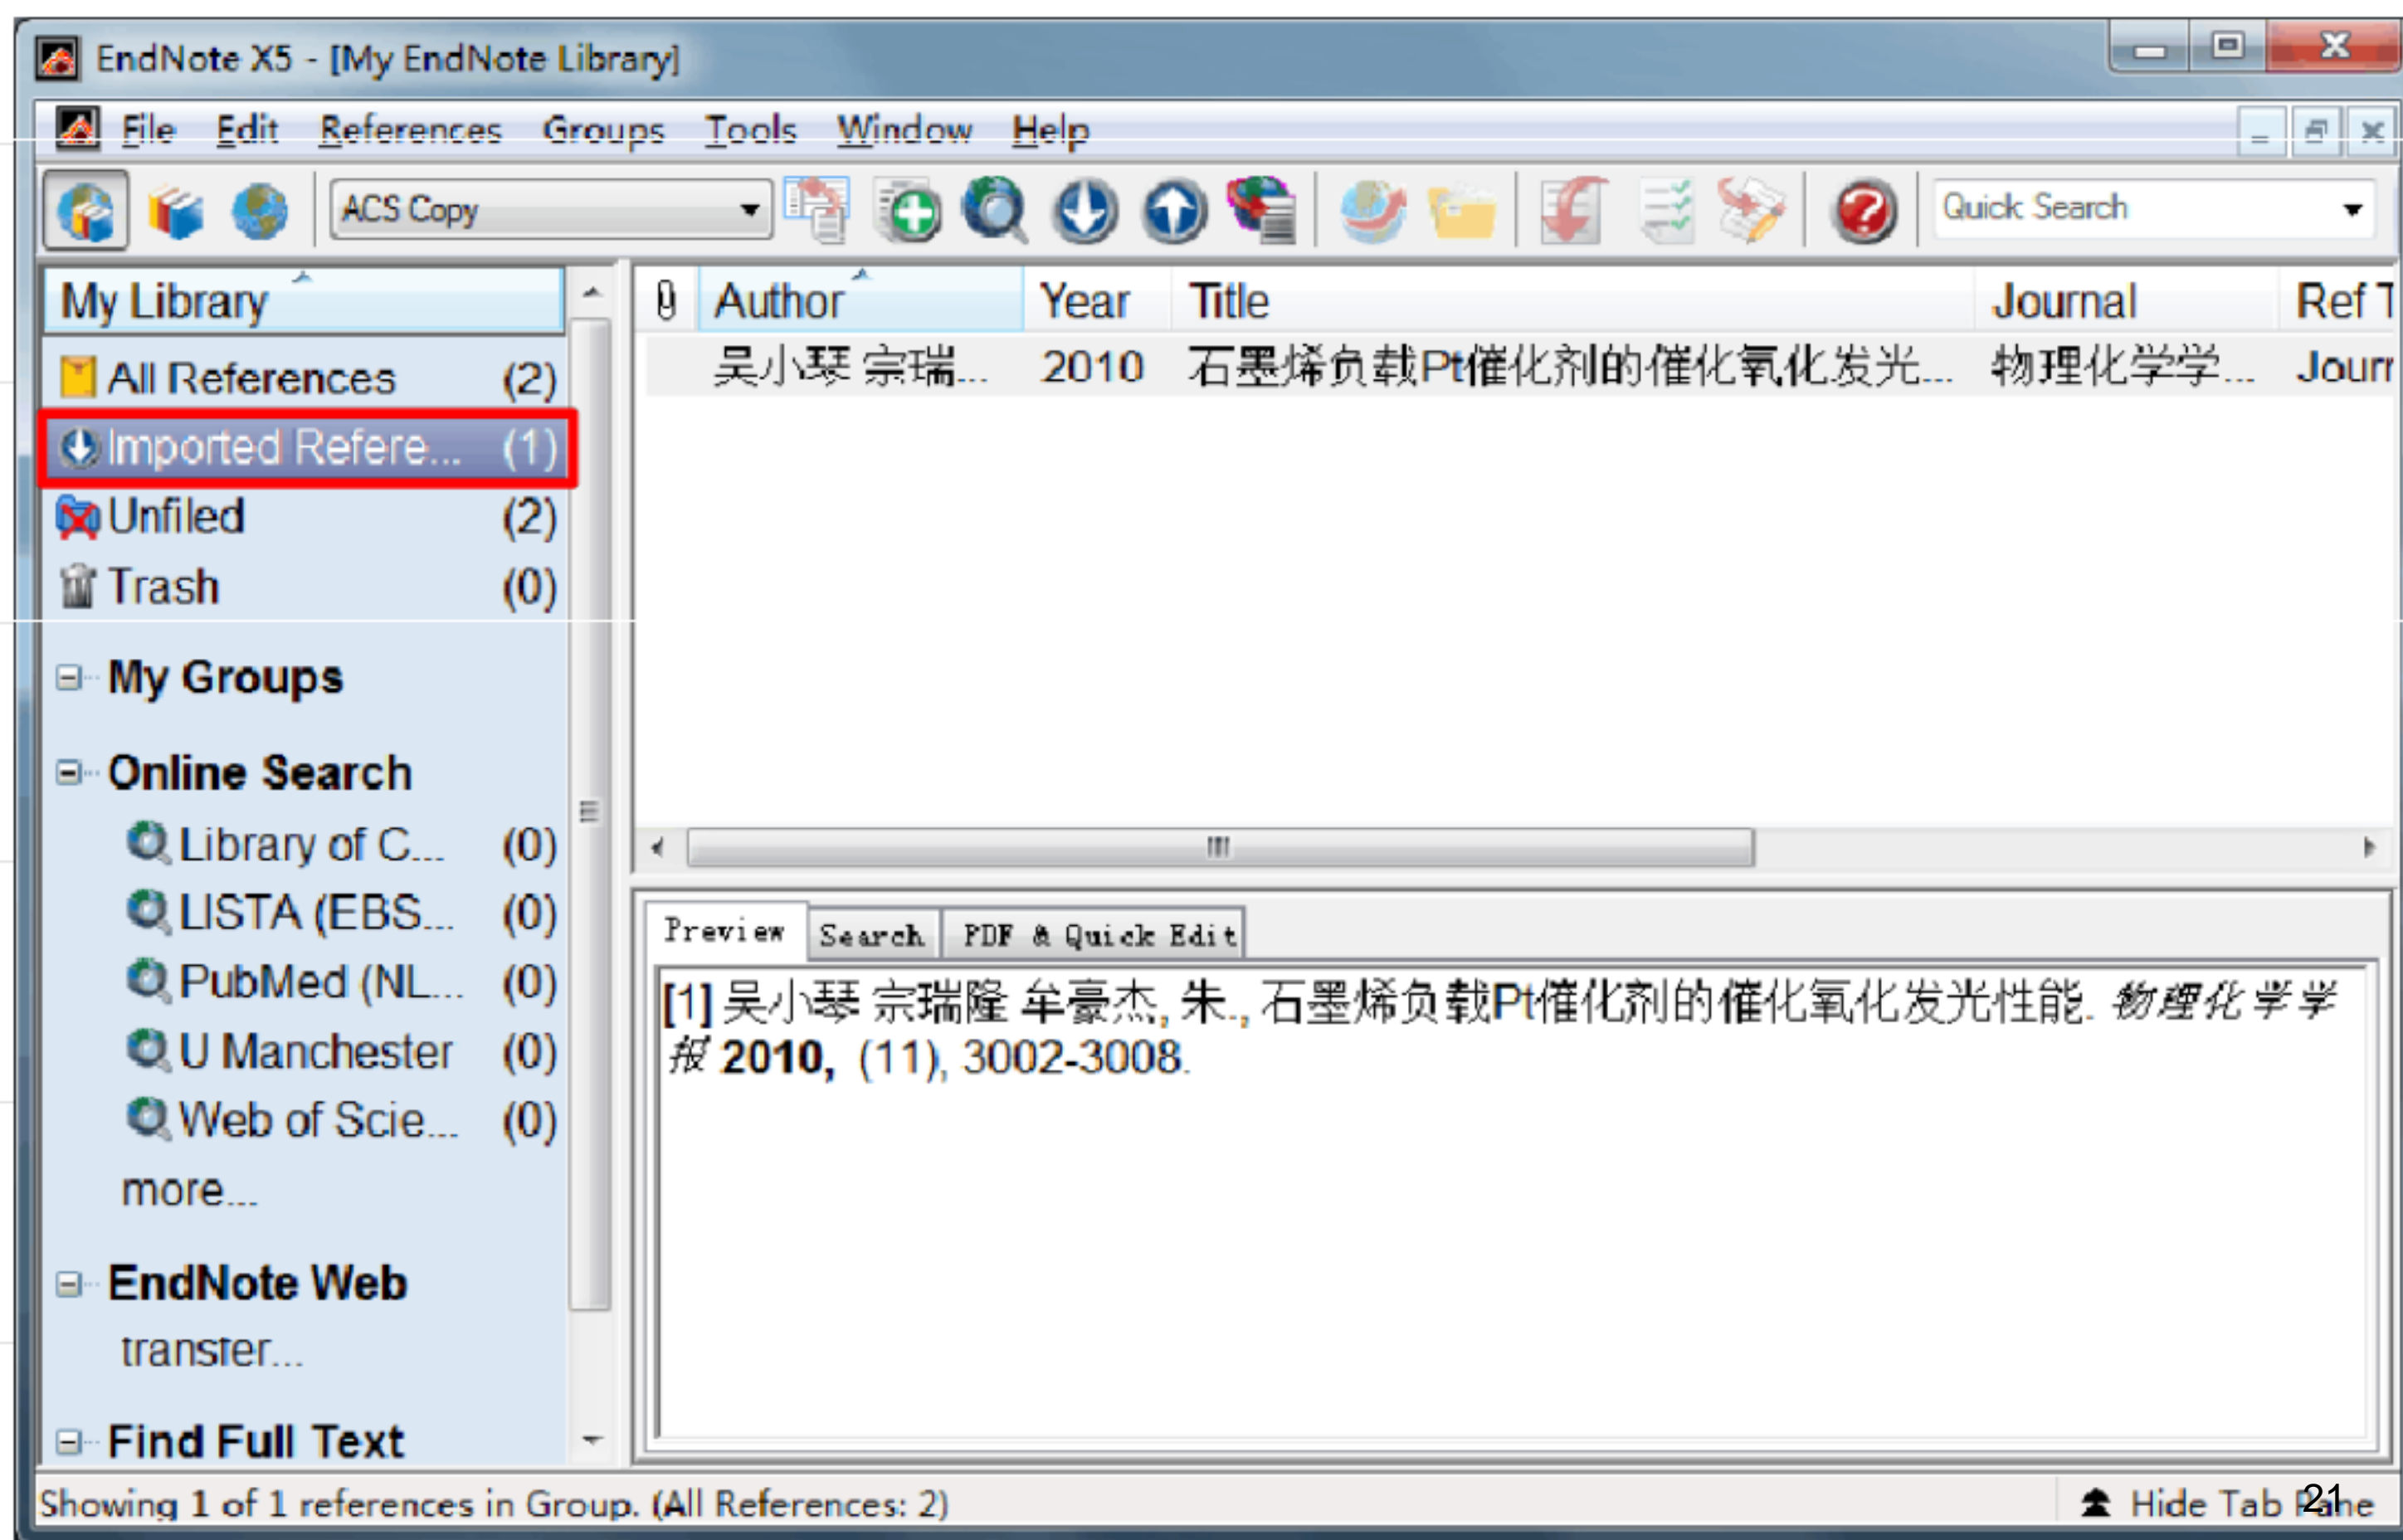 EndNote X5 - [My EndNote Library]
File Edit References Groups Tools Window Help
ACS Copy
Quick Search
My Library
All References (2)
Imported Refere... (1)
Unfiled (2)
Trash (0)
My Groups
Online Search
Library of C... (0)
LISTA (EBS... (0)
PubMed (NL... (0)
U Manchester (0)
Web of Scie... (0)
more...
EndNote Web
transfer...
Find Full Text
Author Year Title Journal Ref T
吴小琴 宗瑞... 2010 石墨烯负载Pt催化剂的催化氧化发光... 物理化学学... Journ
Preview Search PDF & Quick Edit
[1] 吴小琴 宗瑞隆 牟豪杰, 朱., 石墨烯负载Pt催化剂的催化氧化发光性能. 物理化学学
报 2010, (11), 3002-3008.
Showing 1 of 1 references in Group. (All References: 2)
Hide Tab Pane
21